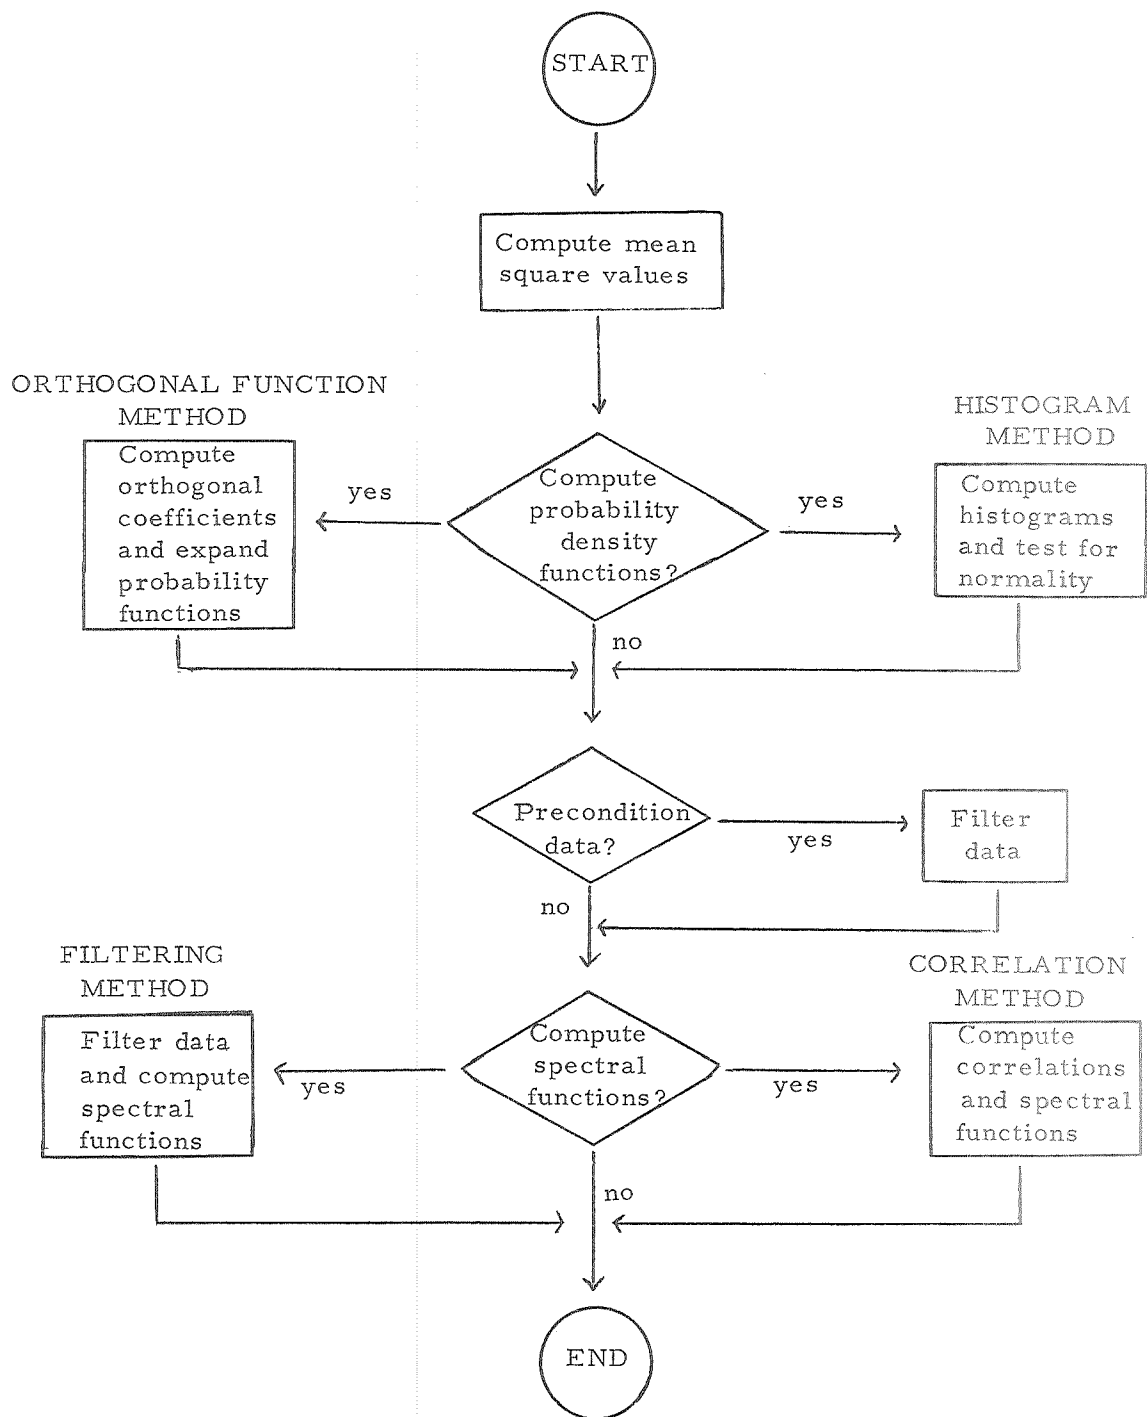 START
Compute mean
square values
ORTHOGONAL FUNCTION
METHOD
Compute
orthogonal
coefficients
and expand
probability
functions
yes
Compute
probability
density
functions?
yes
HISTOGRAM
METHOD
Compute
histograms
and test for
normality
no
Precondition
data?
yes
Filter
data
no
FILTERING
METHOD
Filter data
and compute
spectral
functions
yes
Compute
spectral
functions?
yes
CORRELATION
METHOD
Compute
correlations
and spectral
functions
no
END